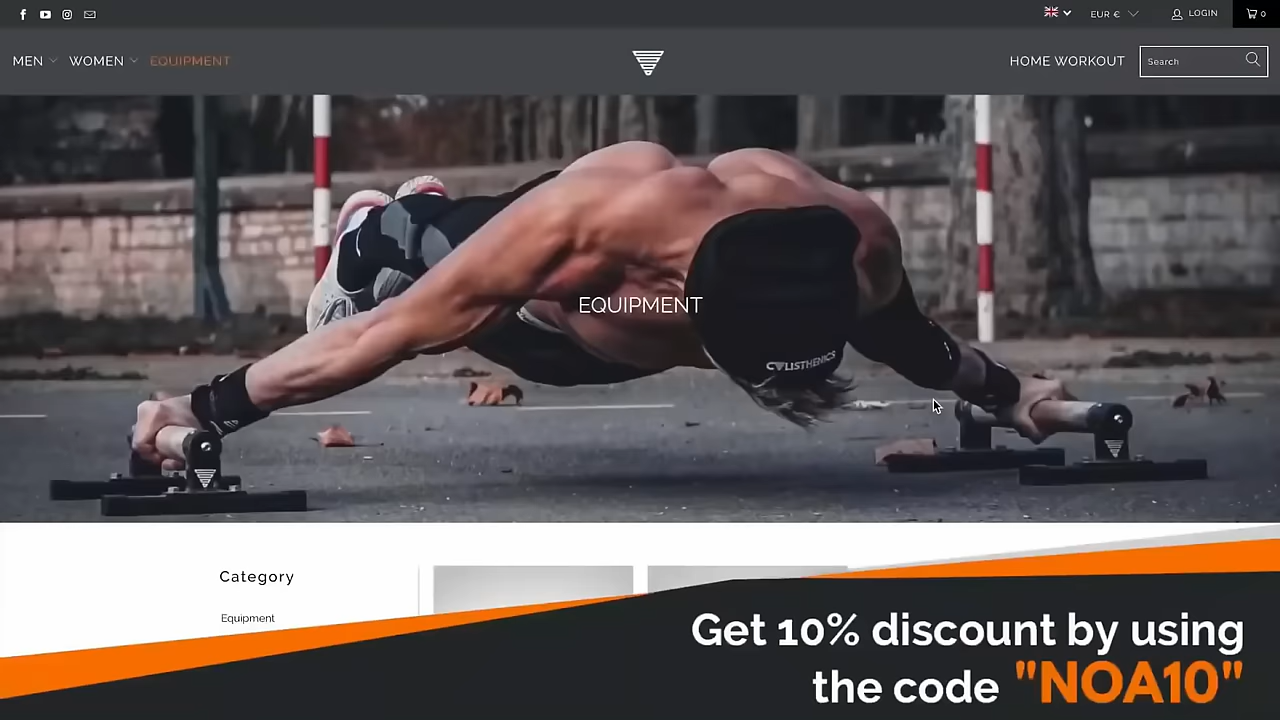 EUR €
LOGIN
0
MEN
WOMEN
EQUIPMENT
HOME WORKOUT
Search
EQUIPMENT
CALISTHENICS
Category
Equipment
Get 10% discount by using
the code "NOA10"